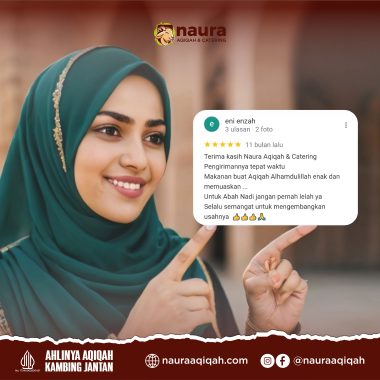 naura
AQIQAH & CATERING
e
eni enzah
3 ulasan · 2 foto
★★★★★ 11 bulan lalu
Terima kasih Naura Aqiqah & Catering
Pengirimannya tepat waktu
Makanan buat Aqiqah Alhamdulillah enak dan
memuaskan ...
Untuk Abah Nadi jangan pernah lelah ya
Selalu semangat untuk mengembangkan
usahnya 👍👍👍🙏
AHLINYA AQIQAH
KAMBING JANTAN
nauraaqiqah.com
@nauraaqiqah